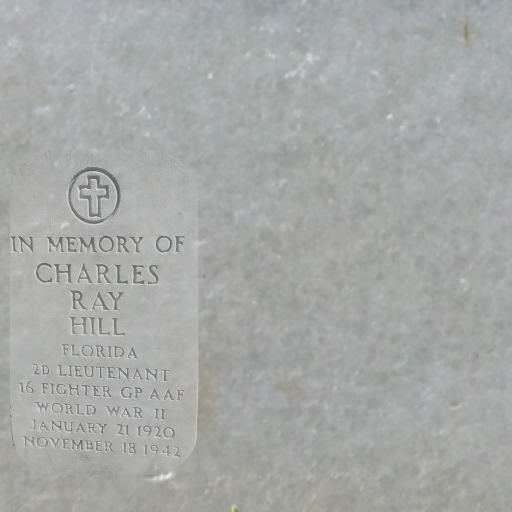 IN MEMORY OF
CHARLES
RAY
HILL
FLORIDA
2D LIEUTENANT
16 FIGHTER GP AAF
WORLD WAR II
JANUARY 21 1920
NOVEMBER 18 1942